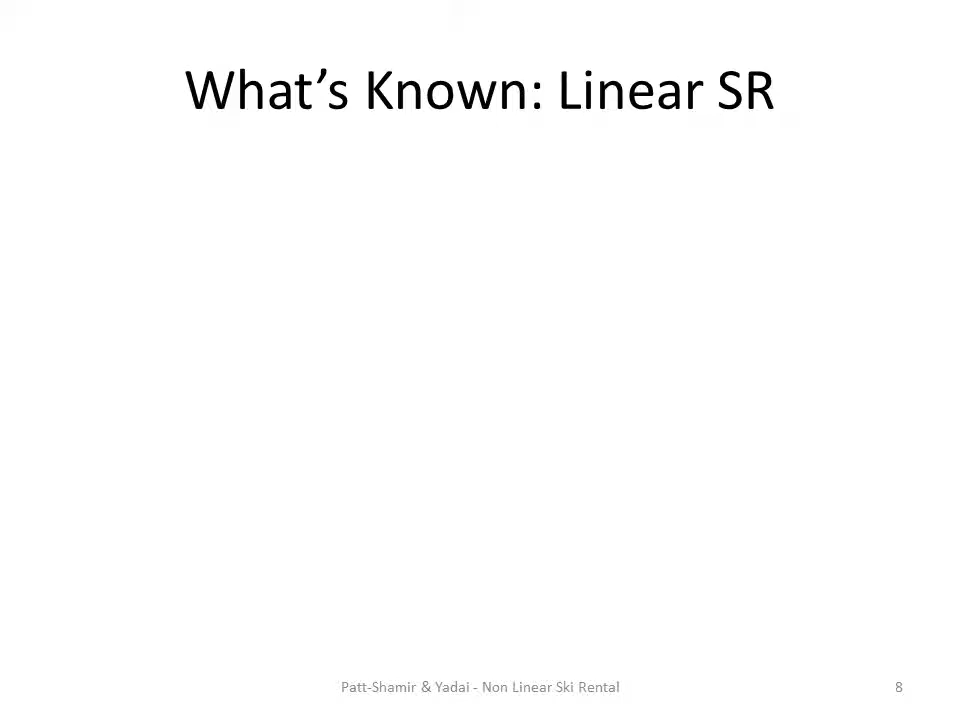 What’s Known: Linear SR
Patt-Shamir & Yadai - Non Linear Ski Rental
8